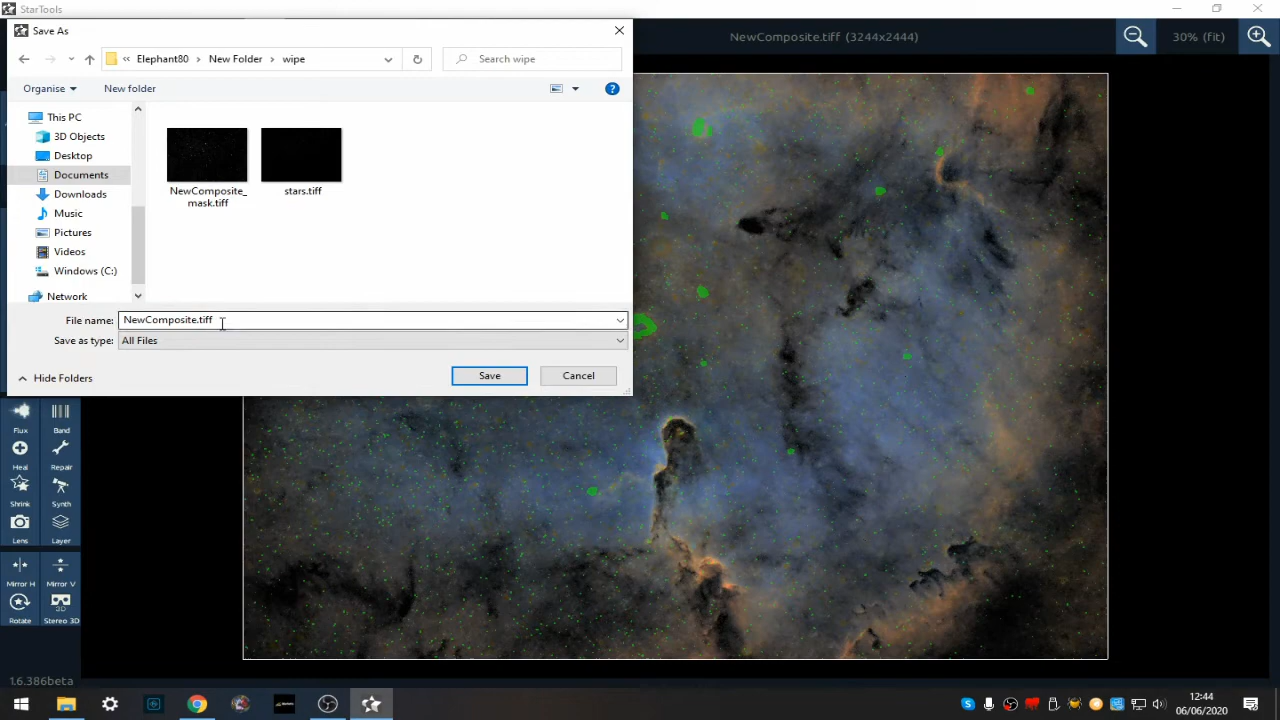 StarTools
Save As
NewComposite.tiff (3244x2444)
30% (fit)
Elephant80 > New Folder > wipe
Search wipe
Organise
New folder
This PC
3D Objects
Desktop
Documents
Downloads
Music
Pictures
Videos
Windows (C:)
Network
NewComposite_
mask.tiff
stars.tiff
File name: NewComposite.tiff
Save as type: All Files
Hide Folders
Save
Cancel
Flux Band
Heal Repair
Shrink Synth
Lens Layer
Mirror H Mirror V
3D
Rotate Stereo 3D
1.6.386beta
12:44
06/06/2020